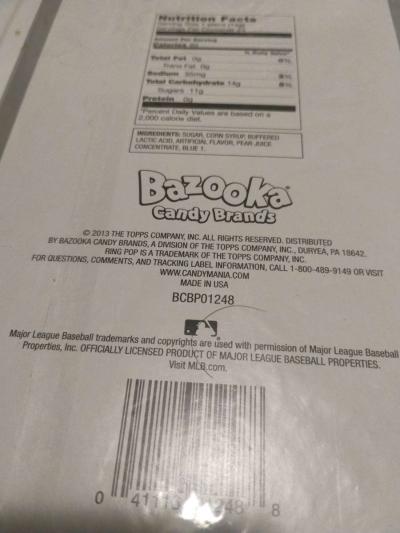 Nutrition Facts
Amount Per Serving
Calories
% Daily Value*
Total Fat 0g 0%
Trans Fat 0g
Sodium 55mg
Total Carbohydrate 14g
Sugars 11g
Protein 0g
*Percent Daily Values are based on a
2,000 calorie diet.
INGREDIENTS: SUGAR, CORN SYRUP, BUFFERED
LACTIC ACID, ARTIFICIAL FLAVOR, PEAR JUICE
CONCENTRATE, BLUE 1.
Bazooka
Candy Brands
© 2013 THE TOPPS COMPANY, INC. ALL RIGHTS RESERVED. DISTRIBUTED
BY BAZOOKA CANDY BRANDS, A DIVISION OF THE TOPPS COMPANY, INC., DURYEA, PA 18642.
RING POP IS A TRADEMARK OF THE TOPPS COMPANY, INC.
FOR QUESTIONS, COMMENTS, AND TRACKING LABEL INFORMATION, CALL 1-800-489-9149 OR VISIT
WWW.CANDYMANIA.COM
MADE IN USA
BCBP01248
Major League Baseball trademarks and copyrights are used with permission of Major League Baseball
Properties, Inc. OFFICIALLY LICENSED PRODUCT OF MAJOR LEAGUE BASEBALL PROPERTIES.
Visit MLB.com.
0 8